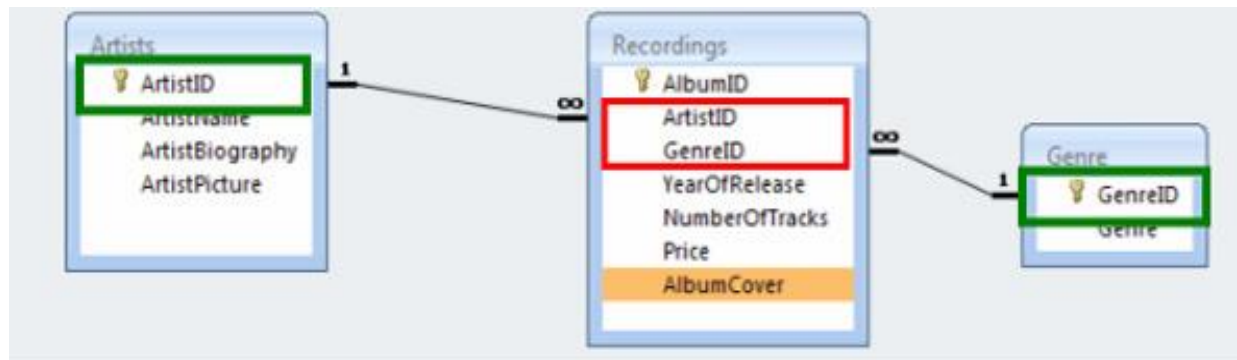 Artists
ArtistID
ArtistName
ArtistBiography
ArtistPicture
1
∞
Recordings
AlbumID
ArtistID
GenreID
YearOfRelease
NumberOfTracks
Price
AlbumCover
∞
1
Genre
GenreID
Genre